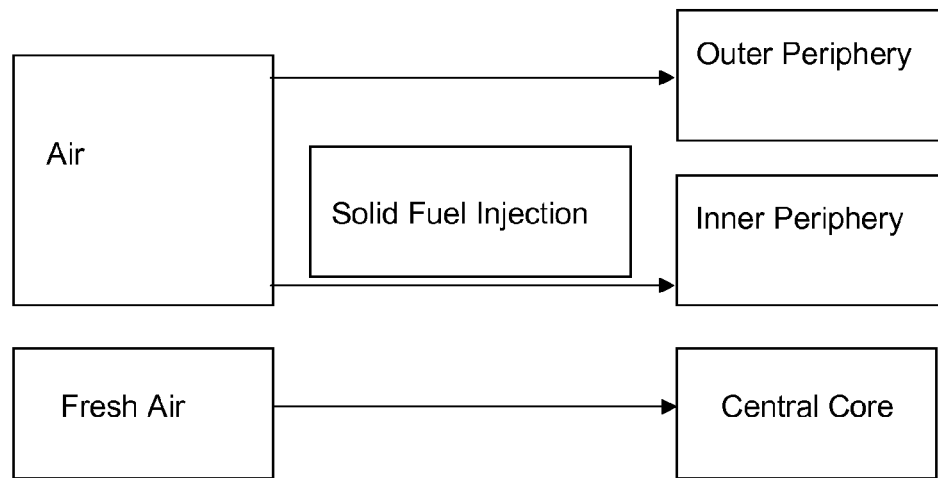 Outer Periphery
Air
Solid Fuel Injection
Inner Periphery
Fresh Air
Central Core